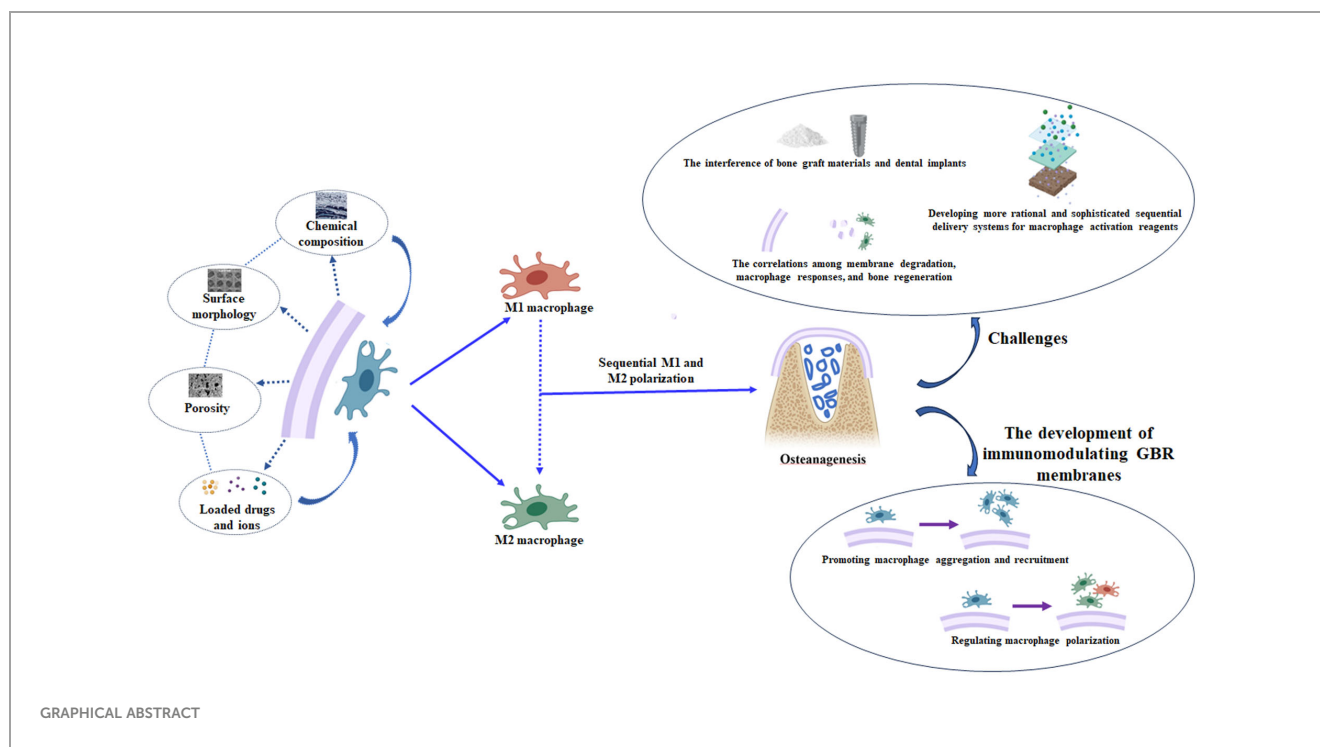 Chemical
composition
Surface
morphology
Porosity
Loaded drugs
and ions
M1 macrophage
M2 macrophage
Sequential M1 and
M2 polarization
Osteanagenesis
The interference of bone graft materials and dental implants
Developing more rational and sophisticated sequential
delivery systems for macrophage activation reagents
The correlations among membrane degradation,
macrophage responses, and bone regeneration
Challenges
The development of
immunomodulating GBR
membranes
Promoting macrophage aggregation and recruitment
Regulating macrophage polarization
GRAPHICAL ABSTRACT